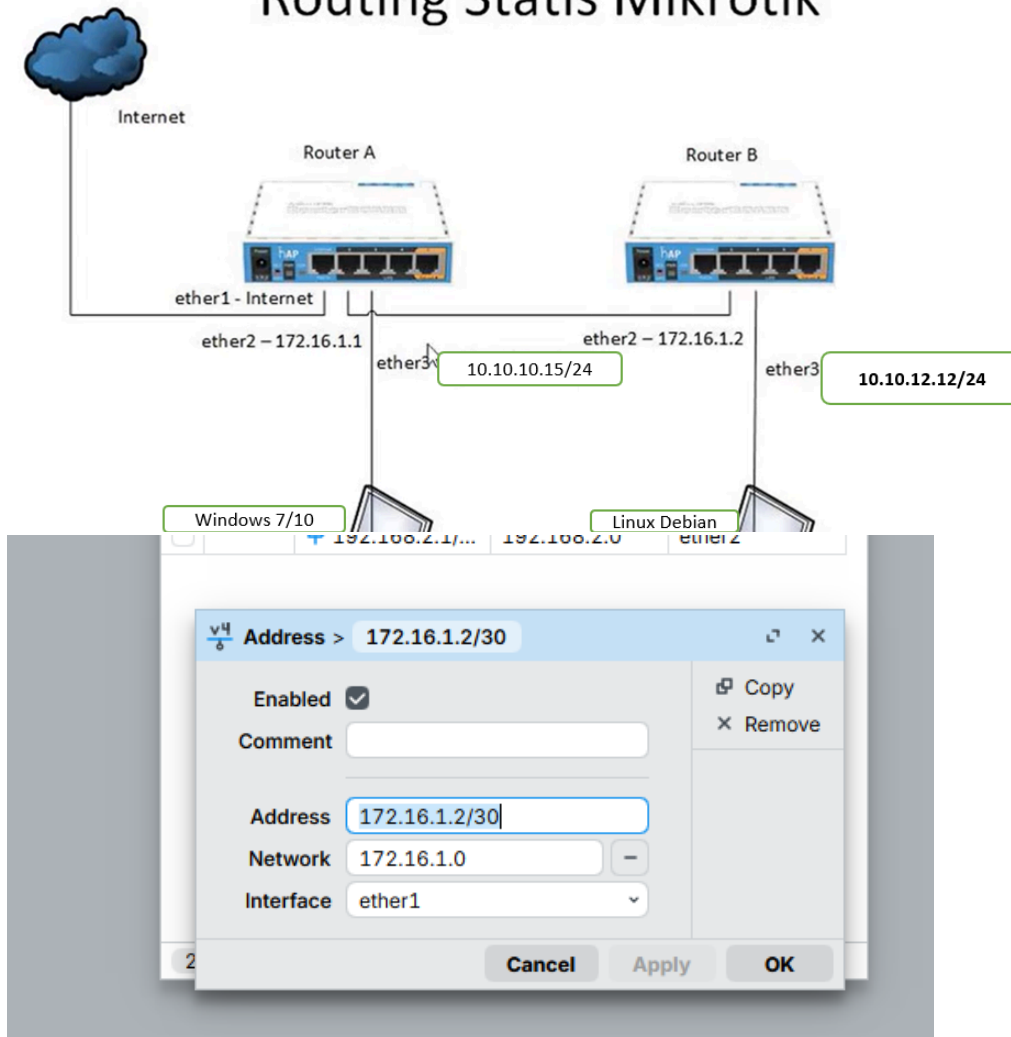 Routing Statis Mikrotik
Internet
Router A
Router B
hAP
hAP
ether1 - Internet
ether2 – 172.16.1.1
ether2 – 172.16.1.2
ether3
10.10.10.15/24
ether3
10.10.12.12/24
Windows 7/10
Linux Debian
192.168.2.1/...
192.168.2.0
ether2
Address > 172.16.1.2/30
Enabled
Copy
Comment
Remove
Address 172.16.1.2/30
Network 172.16.1.0
Interface ether1
2
Cancel Apply OK